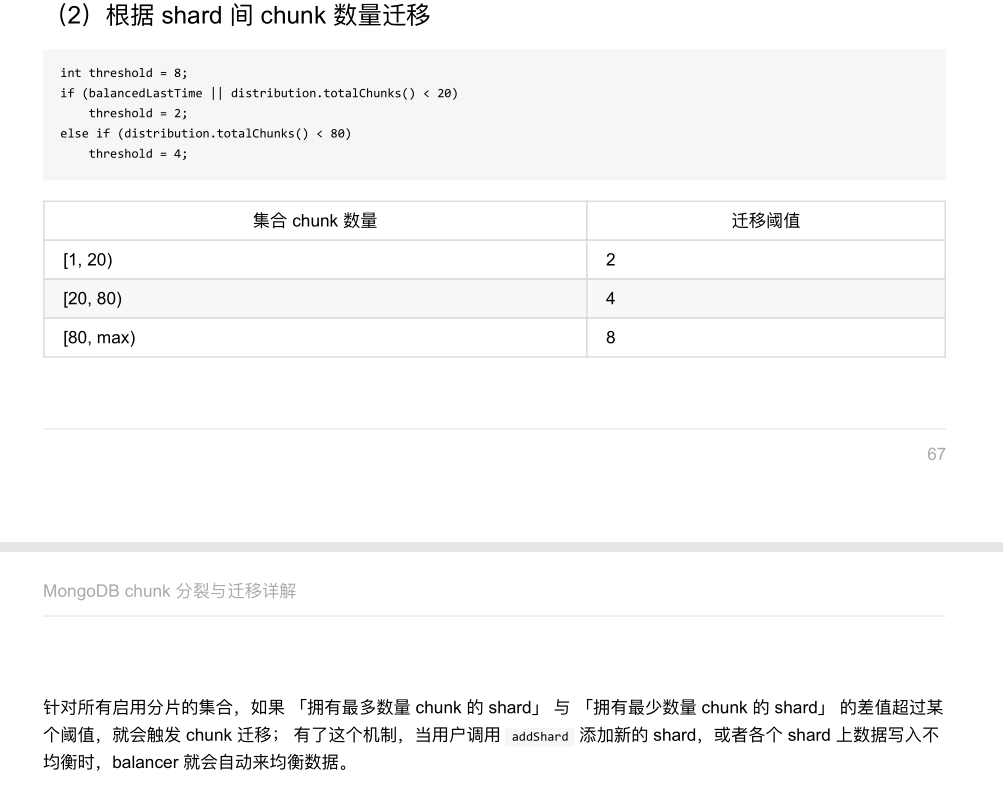 （2）根据 shard 间 chunk 数量迁移
int threshold = 8;
if (balancedLastTime || distribution.totalChunks() < 20)
    threshold = 2;
else if (distribution.totalChunks() < 80)
    threshold = 4;
集合 chunk 数量 迁移阈值
[1, 20) 2
[20, 80) 4
[80, max) 8
67
MongoDB chunk 分裂与迁移详解
针对所有启用分片的集合，如果 「拥有最多数量 chunk 的 shard」 与 「拥有最少数量 chunk 的 shard」 的差值超过某
个阈值，就会触发 chunk 迁移； 有了这个机制，当用户调用 addShard 添加新的 shard，或者各个 shard 上数据写入不
均衡时，balancer 就会自动来均衡数据。